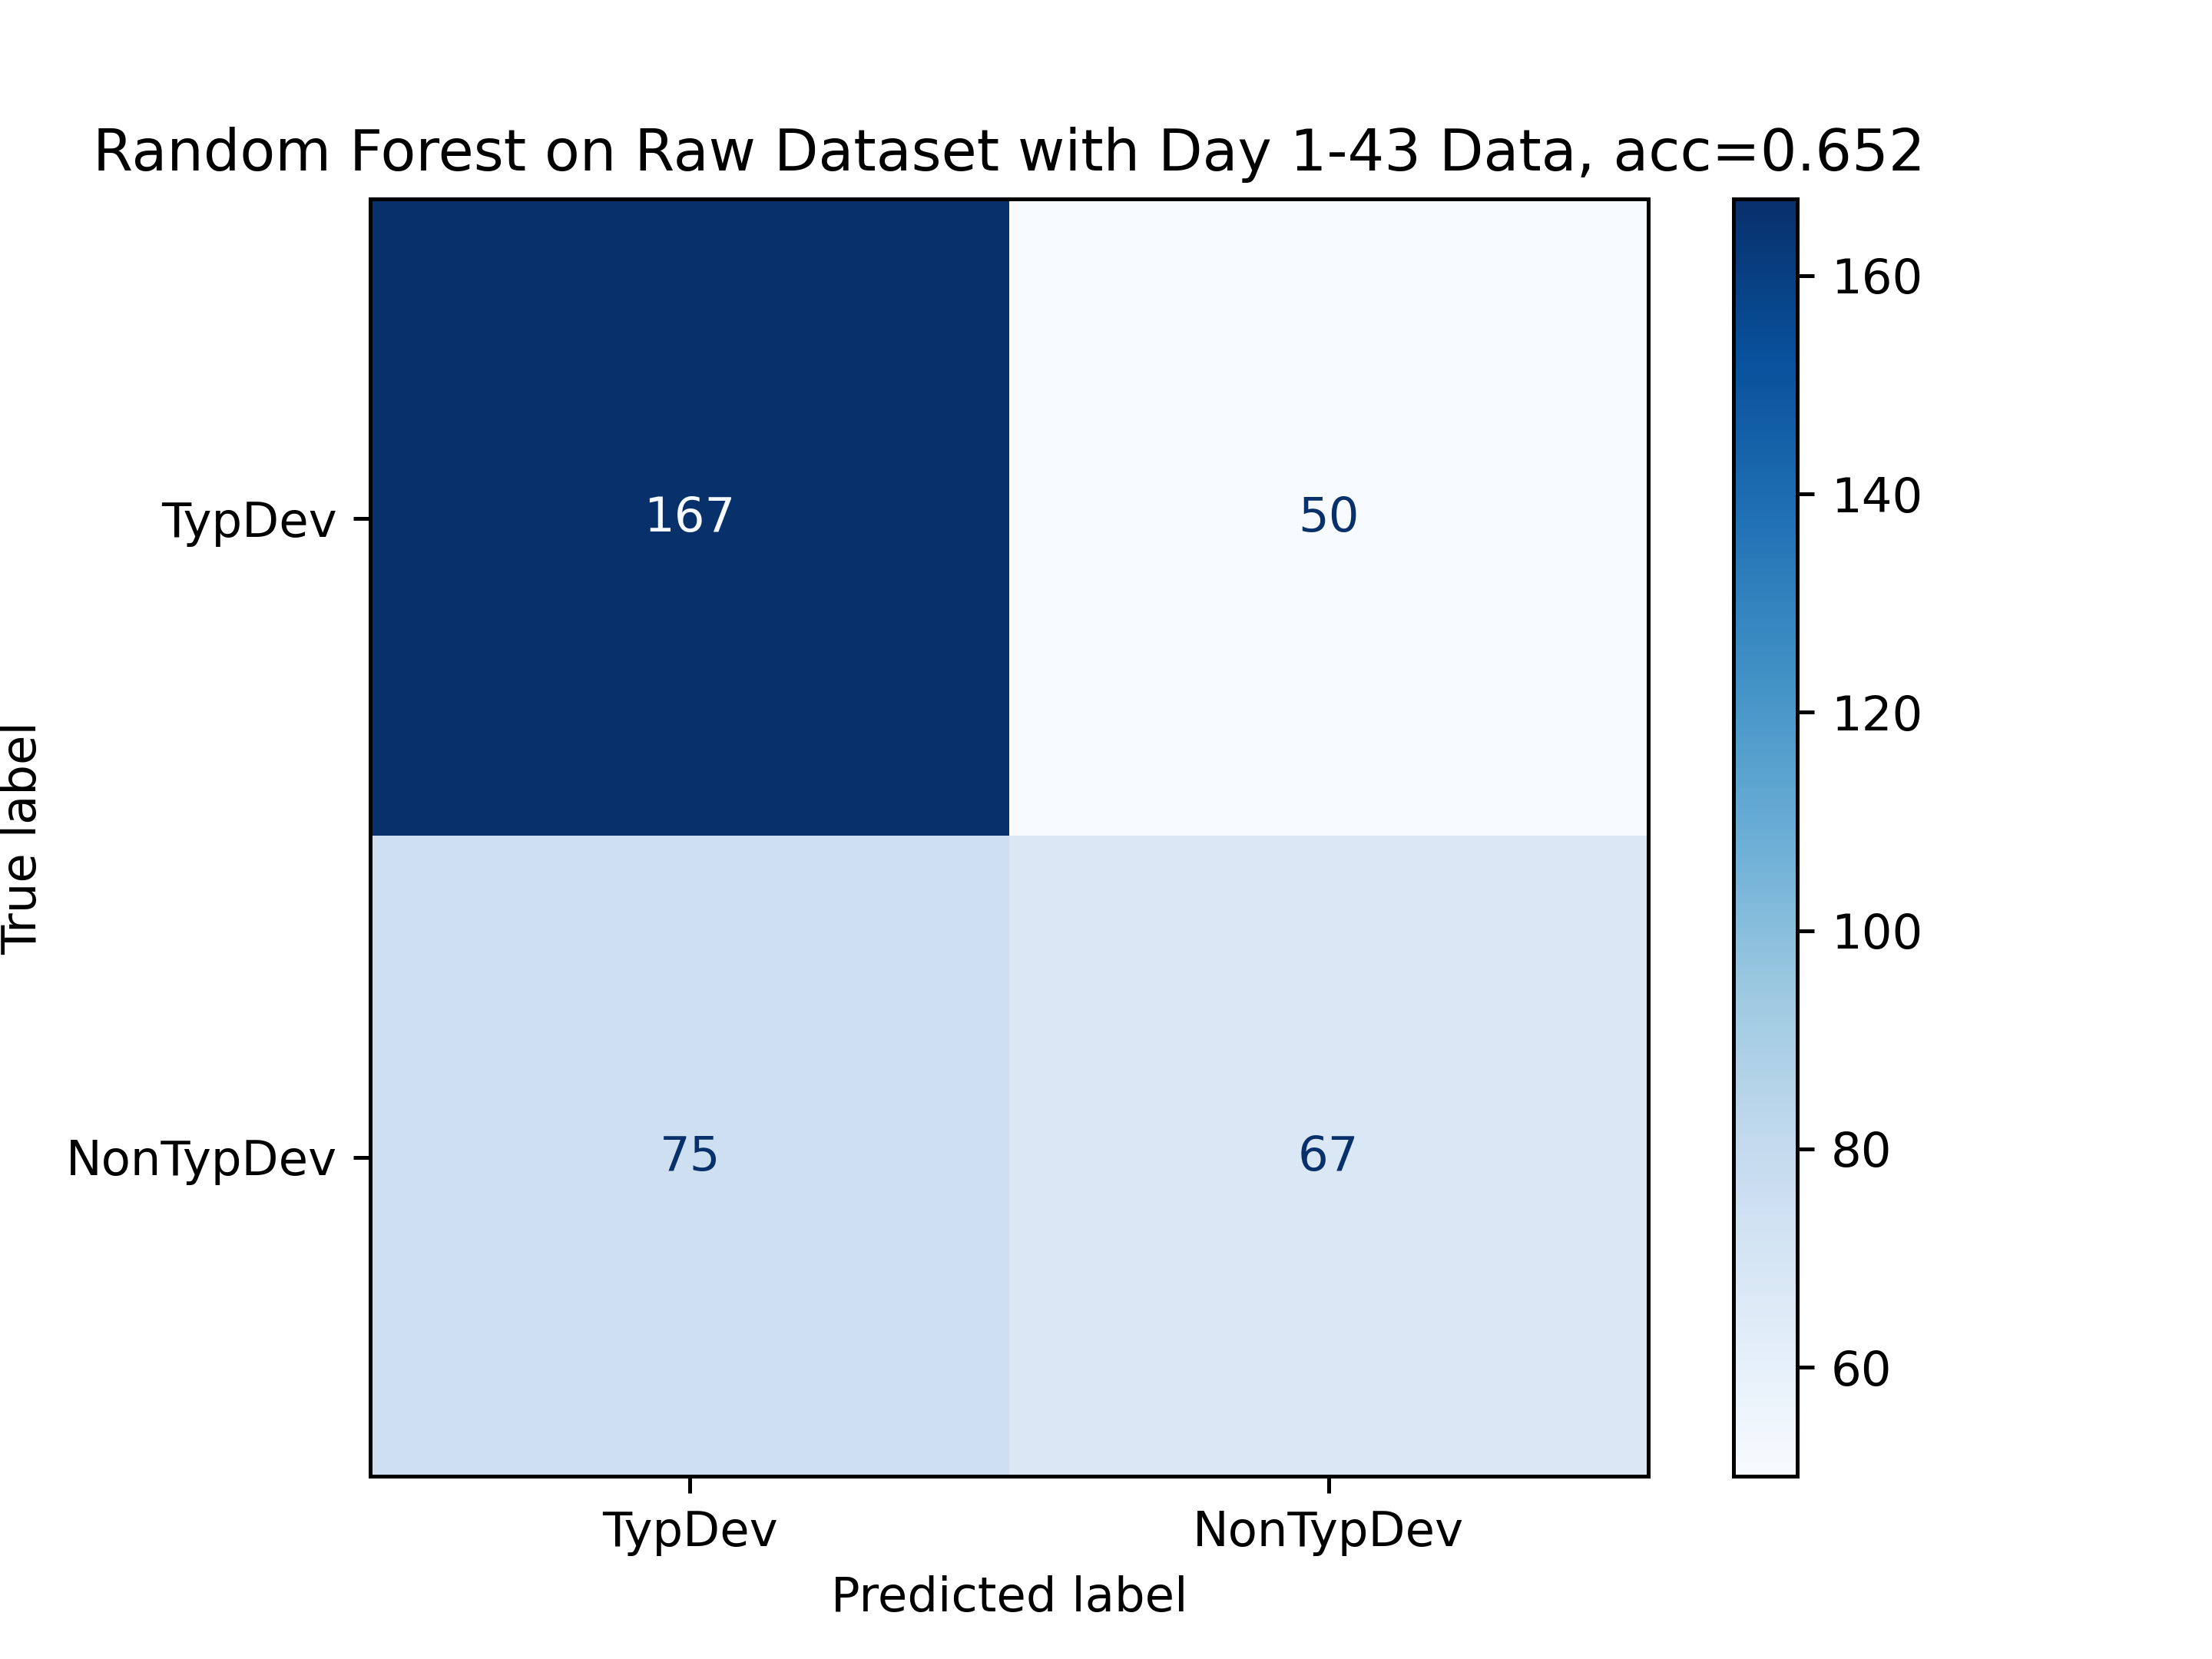 Random Forest on Raw Dataset with Day 1-43 Data, acc=0.652
True label
TypDev
167
50
NonTypDev
75
67
TypDev
NonTypDev
Predicted label
160
140
120
100
80
60